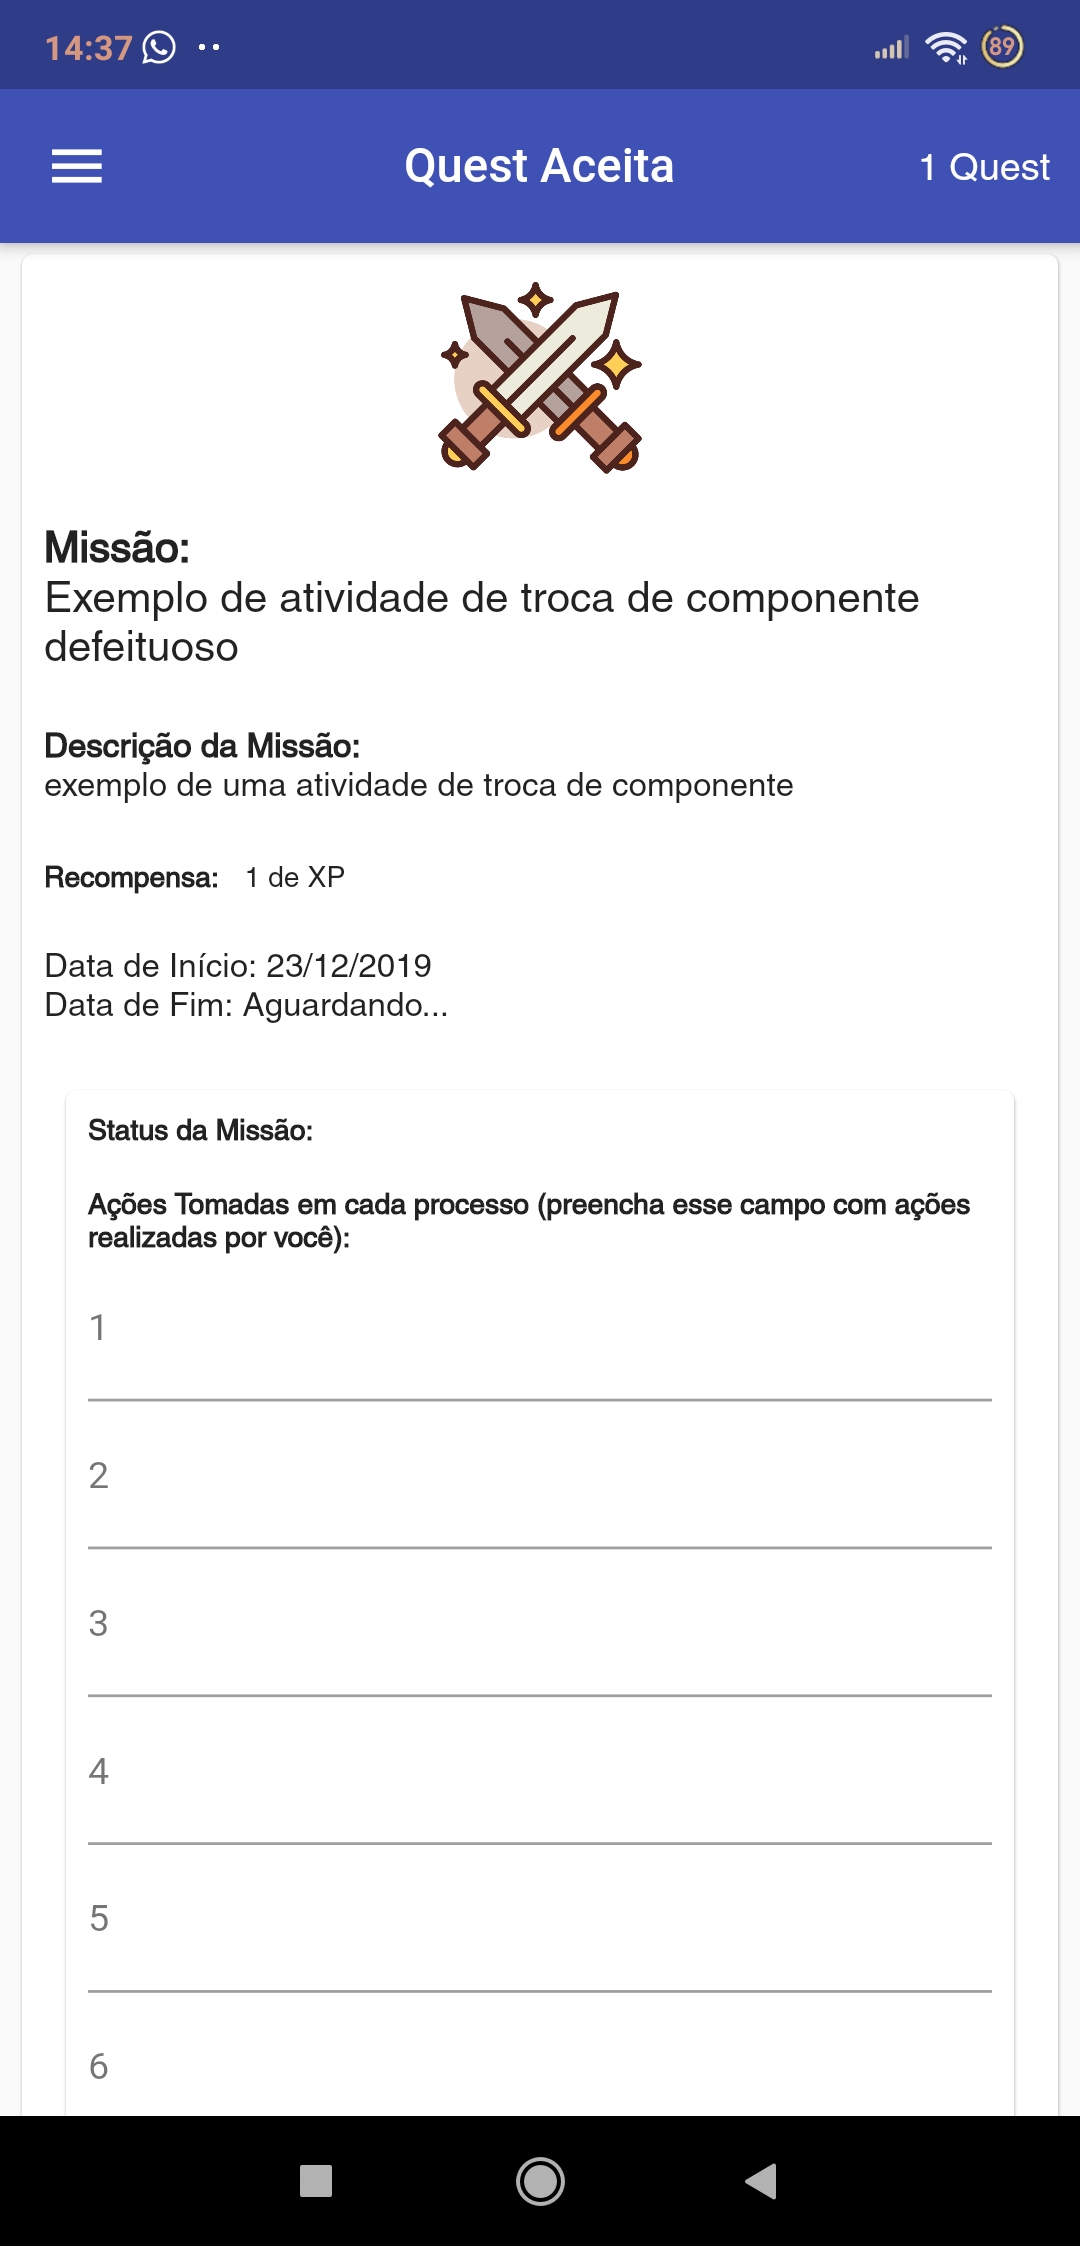 14:37
89
Quest Aceita
1 Quest
Missão:
Exemplo de atividade de troca de componente
defeituoso
Descrição da Missão:
exemplo de uma atividade de troca de componente
Recompensa: 1 de XP
Data de Início: 23/12/2019
Data de Fim: Aguardando...
Status da Missão:
Ações Tomadas em cada processo (preencha esse campo com ações
realizadas por você):
1
2
3
4
5
6